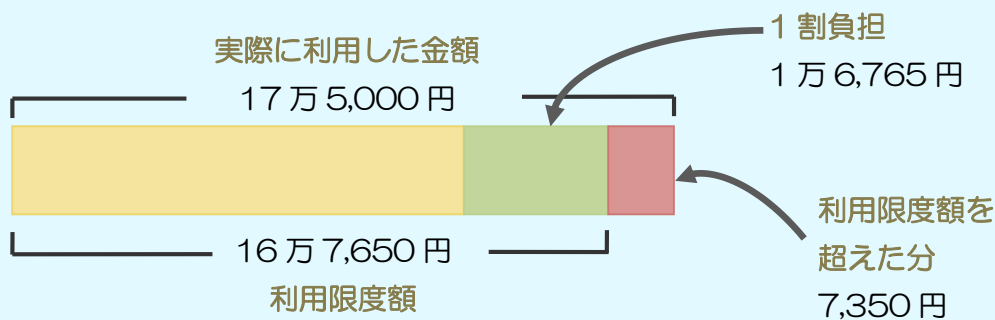 実際に利用した金額
17万5,000円
1割負担
1万6,765円
16万7,650円
利用限度額
利用限度額を
超えた分
7,350円